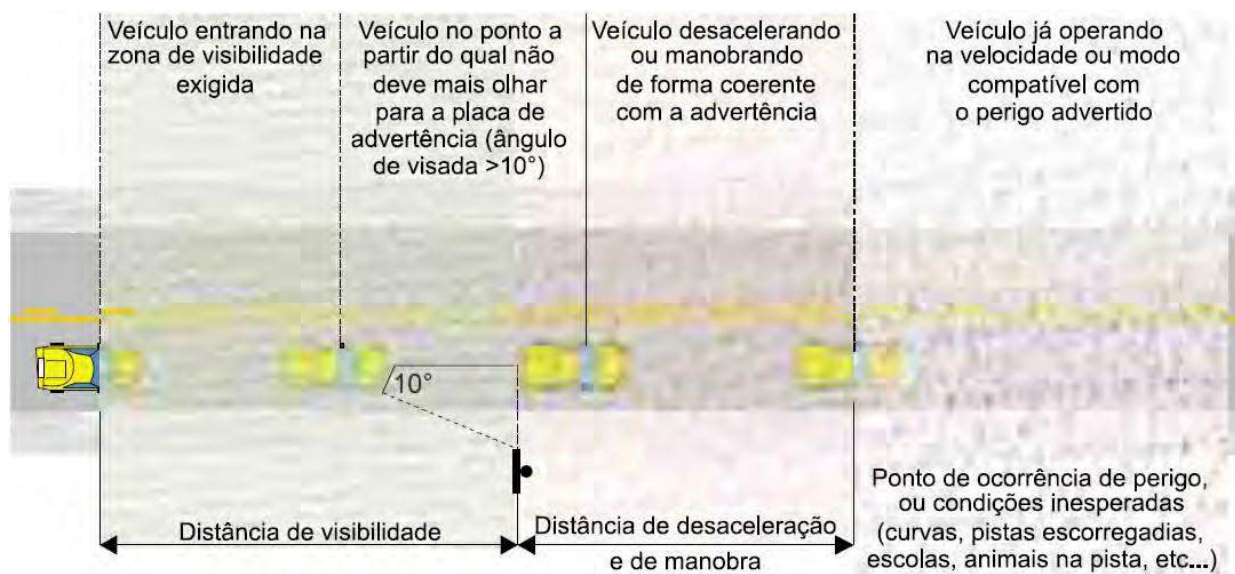 Veículo entrando na
zona de visibilidade
exigida
Veículo no ponto a
partir do qual não
deve mais olhar
para a placa de
advertência (ângulo
de visada >10°)
Veículo desacelerando
ou manobrando
de forma coerente
com a advertência
Veículo já operando
na velocidade ou modo
compatível com
o perigo advertido
10°
Distância de visibilidade
Distância de desaceleração
e de manobra
Ponto de ocorrência de perigo,
ou condições inesperadas
(curvas, pistas escorregadias,
escolas, animais na pista, etc...)